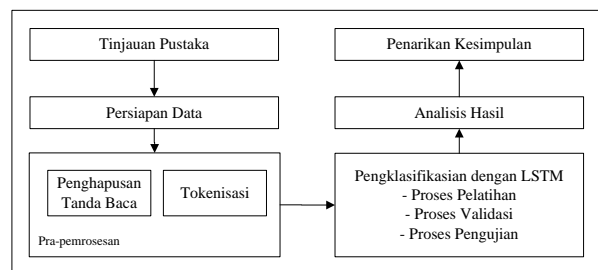 Tinjauan Pustaka
Persiapan Data
Penghapusan
Tanda Baca
Tokenisasi
Pra-pemrosesan
Pengklasifikasian dengan LSTM
- Proses Pelatihan
- Proses Validasi
- Proses Pengujian
Analisis Hasil
Penarikan Kesimpulan